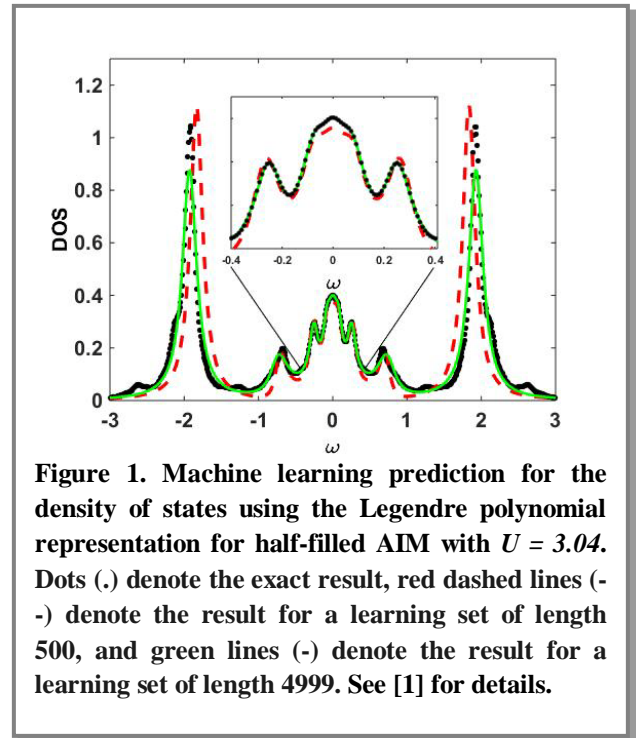 1.2
1
0.8
0.6
0.4
0.2
0
DOS
-3 -2 -1 0 1 2 3
ω
-0.4 -0.2 0 0.2 0.4
ω
Figure 1. Machine learning prediction for the
density of states using the Legendre polynomial
representation for half-filled AIM with U = 3.04.
Dots (.) denote the exact result, red dashed lines (-
-) denote the result for a learning set of length
500, and green lines (-) denote the result for a
learning set of length 4999. See [1] for details.